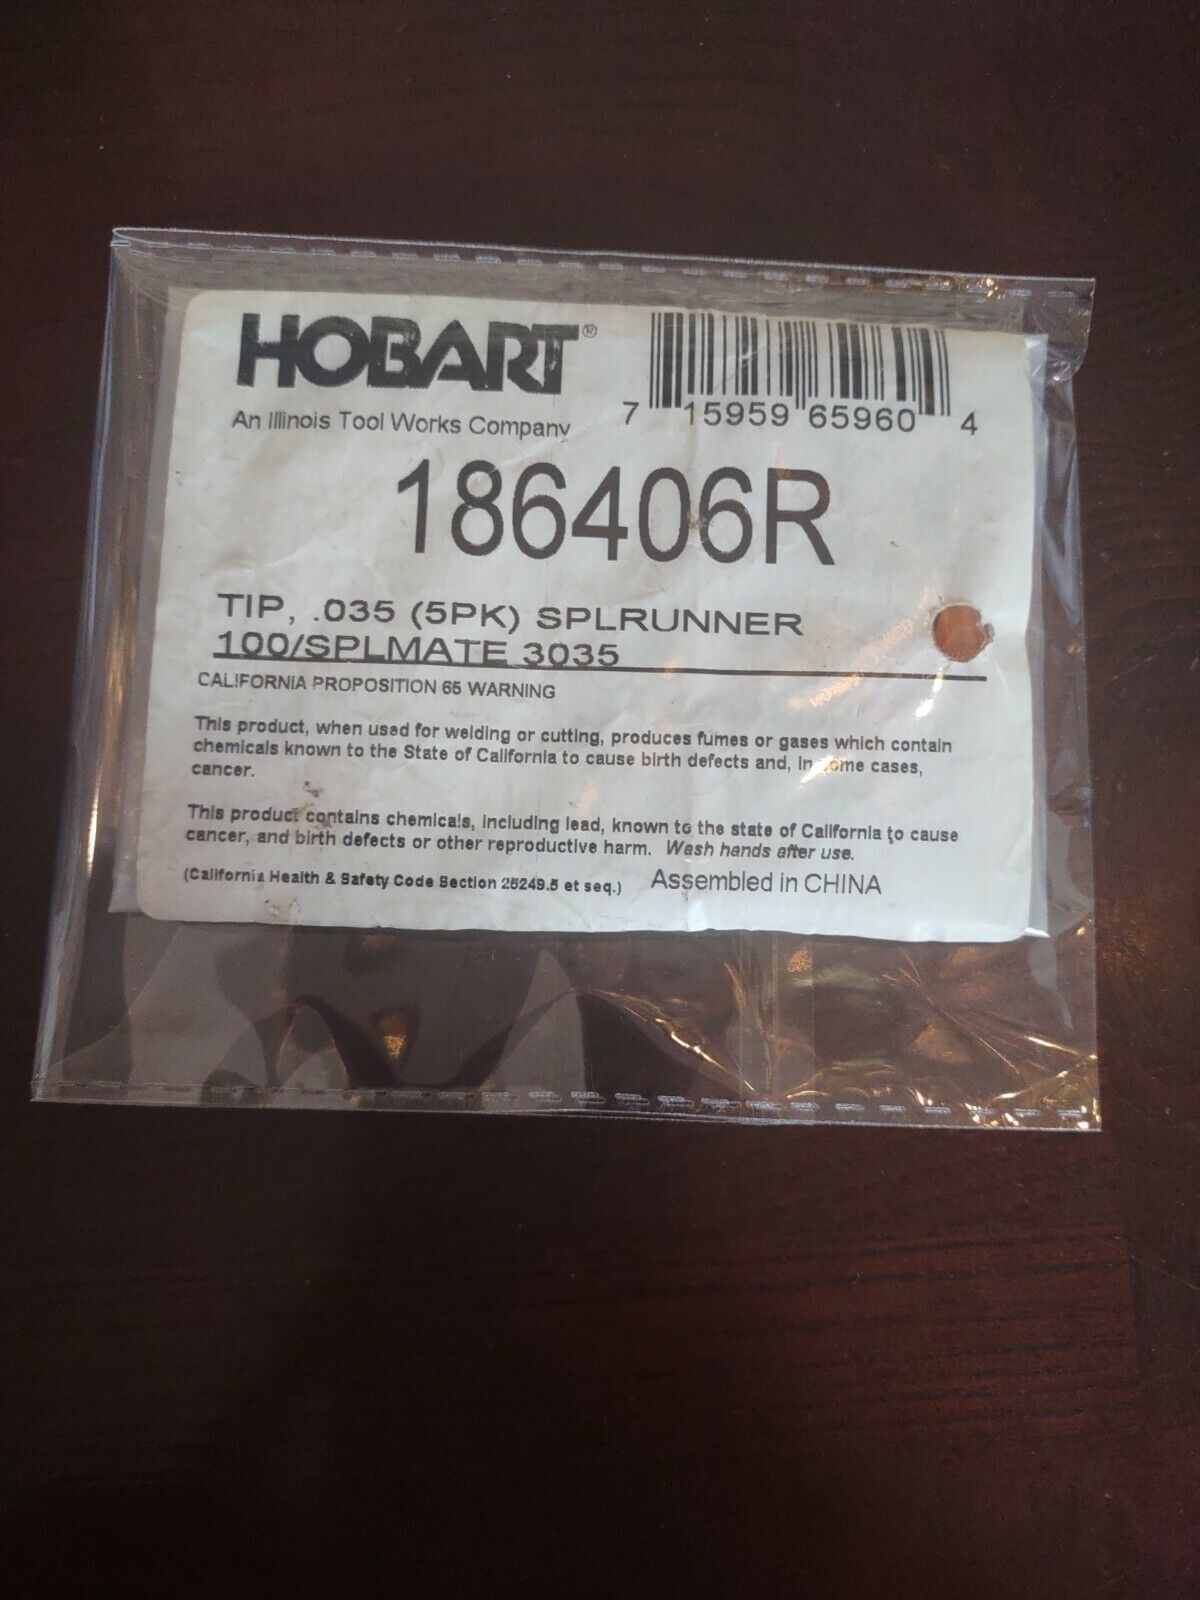 HOBART®
An Illinois Tool Works Company
7 15959 65960 4
186406R
TIP, .035 (5PK) SPLRUNNER
100/SPLMATE 3035
CALIFORNIA PROPOSITION 65 WARNING
This product, when used for welding or cutting, produces fumes or gases which contain
chemicals known to the State of California to cause birth defects and, in some cases,
cancer.
This product contains chemicals, including lead, known to the state of California to cause
cancer, and birth defects or other reproductive harm. Wash hands after use.
(California Health & Safety Code Section 25249.5 et seq.) Assembled in CHINA